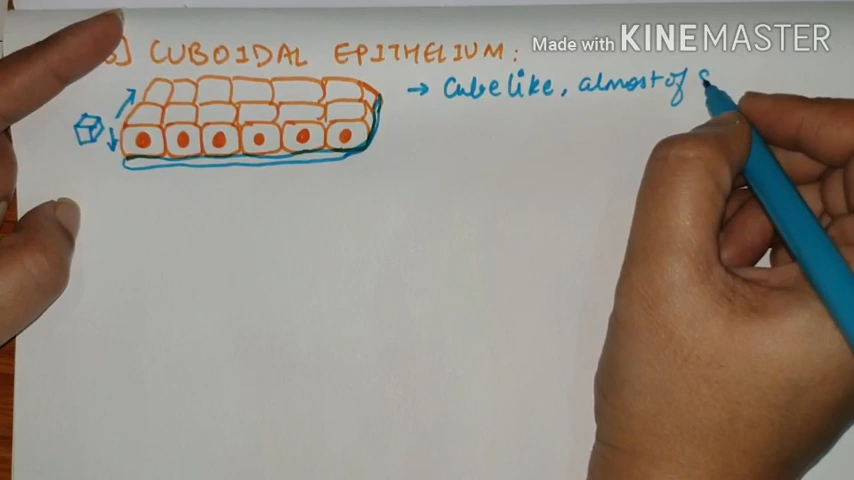 CUBOIDAL EPITHELIUM:
Made with KINEMASTER
→ Cube like, almost of